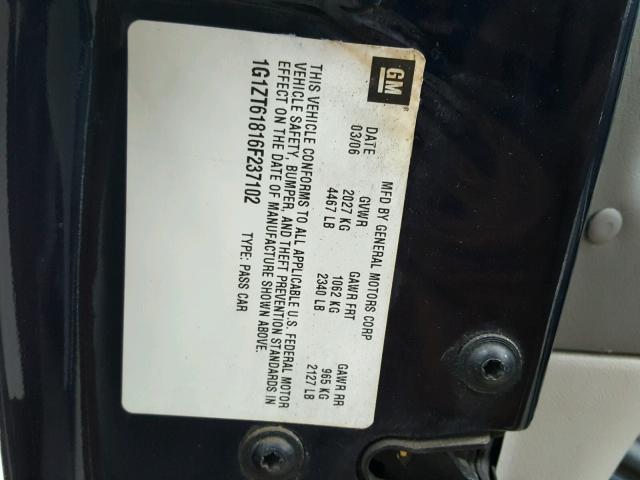 GM
MFD BY GENERAL MOTORS CORP
DATE GVWR GAWR FRT GAWR RR
03/06 2027 KG 1062 KG 965 KG
4467 LB 2340 LB 2127 LB
THIS VEHICLE CONFORMS TO ALL APPLICABLE U.S. FEDERAL MOTOR
VEHICLE SAFETY, BUMPER, AND THEFT PREVENTION STANDARDS IN
EFFECT ON THE DATE OF MANUFACTURE SHOWN ABOVE.
1G1ZT61816F237102 TYPE: PASS CAR